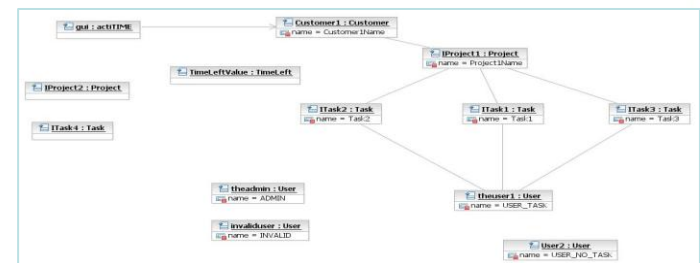 gui : actiTIME
Customer1 : Customer
name = Customer1Name
IProject1 : Project
name = Project1Name
TimeLeftValue : TimeLeft
IProject2 : Project
ITask2 : Task
name = Task2
ITask1 : Task
name = Task1
ITask3 : Task
name = Task3
ITask4 : Task
theadmin : User
name = ADMIN
theuser1 : User
name = USER_TASK
invaliduser : User
name = INVALID
User2 : User
name = USER_NO_TASK